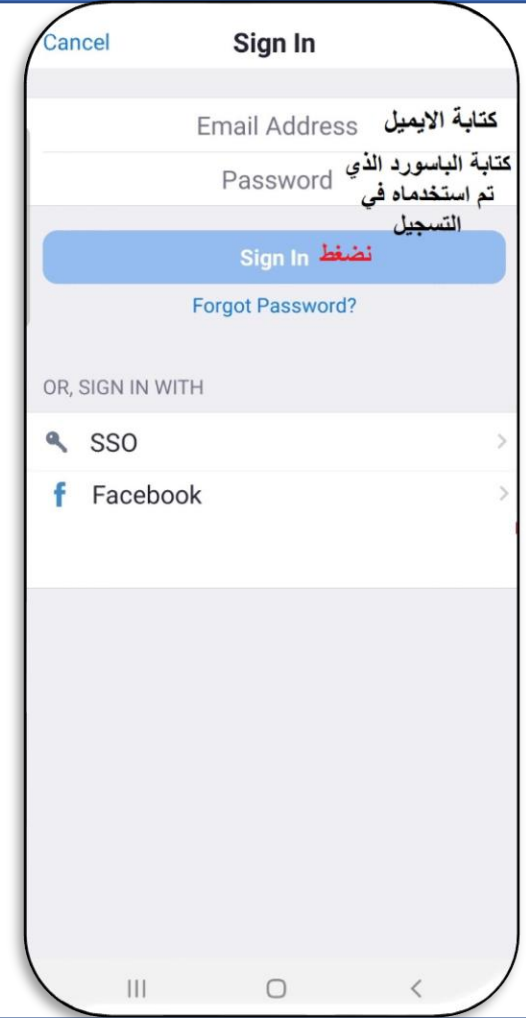 Cancel
Sign In
Email Address كتابة الايميل
Password كتابة الباسورد الذي
تم استخدماه في
التسجيل
Sign In نضغط
Forgot Password?
OR, SIGN IN WITH
SSO
Facebook